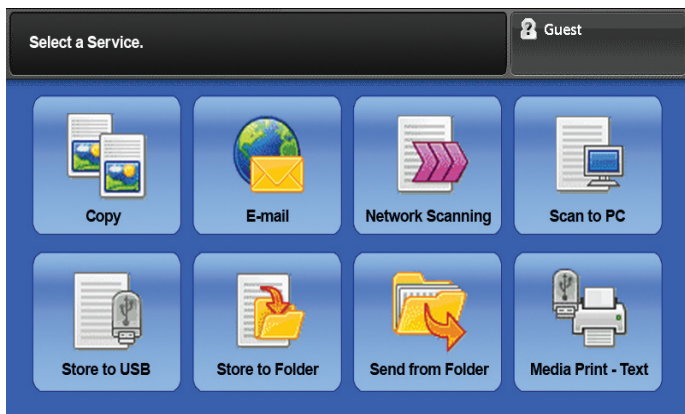 Select a Service.
Guest
Copy
E-mail
Network Scanning
Scan to PC
Store to USB
Store to Folder
Send from Folder
Media Print - Text